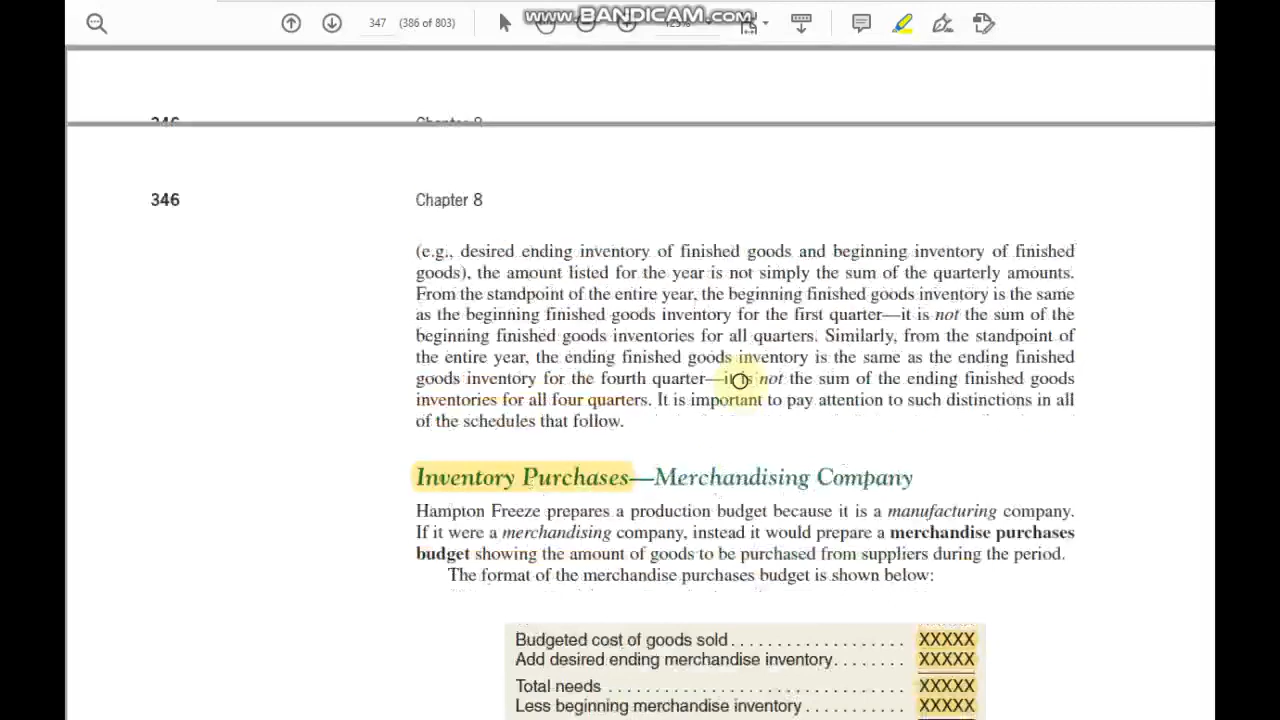 347 (386 of 803)
www.BANDICAM.com
346 Chapter 8
346 Chapter 8
(e.g., desired ending inventory of finished goods and beginning inventory of finished
goods), the amount listed for the year is not simply the sum of the quarterly amounts.
From the standpoint of the entire year, the beginning finished goods inventory is the same
as the beginning finished goods inventory for the first quarter—it is not the sum of the
beginning finished goods inventories for all quarters. Similarly, from the standpoint of
the entire year, the ending finished goods inventory is the same as the ending finished
goods inventory for the fourth quarter—it is not the sum of the ending finished goods
inventories for all four quarters. It is important to pay attention to such distinctions in all
of the schedules that follow.
Inventory Purchases—Merchandising Company
Hampton Freeze prepares a production budget because it is a manufacturing company.
If it were a merchandising company, instead it would prepare a merchandise purchases
budget showing the amount of goods to be purchased from suppliers during the period.
The format of the merchandise purchases budget is shown below:
Budgeted cost of goods sold . . . . . . . . . . . . . . . . . . XXXXX
Add desired ending merchandise inventory. . . . . . . . XXXXX
Total needs . . . . . . . . . . . . . . . . . . . . . . . . . . . . . . XXXXX
Less beginning merchandise inventory . . . . . . . . . . . XXXXX